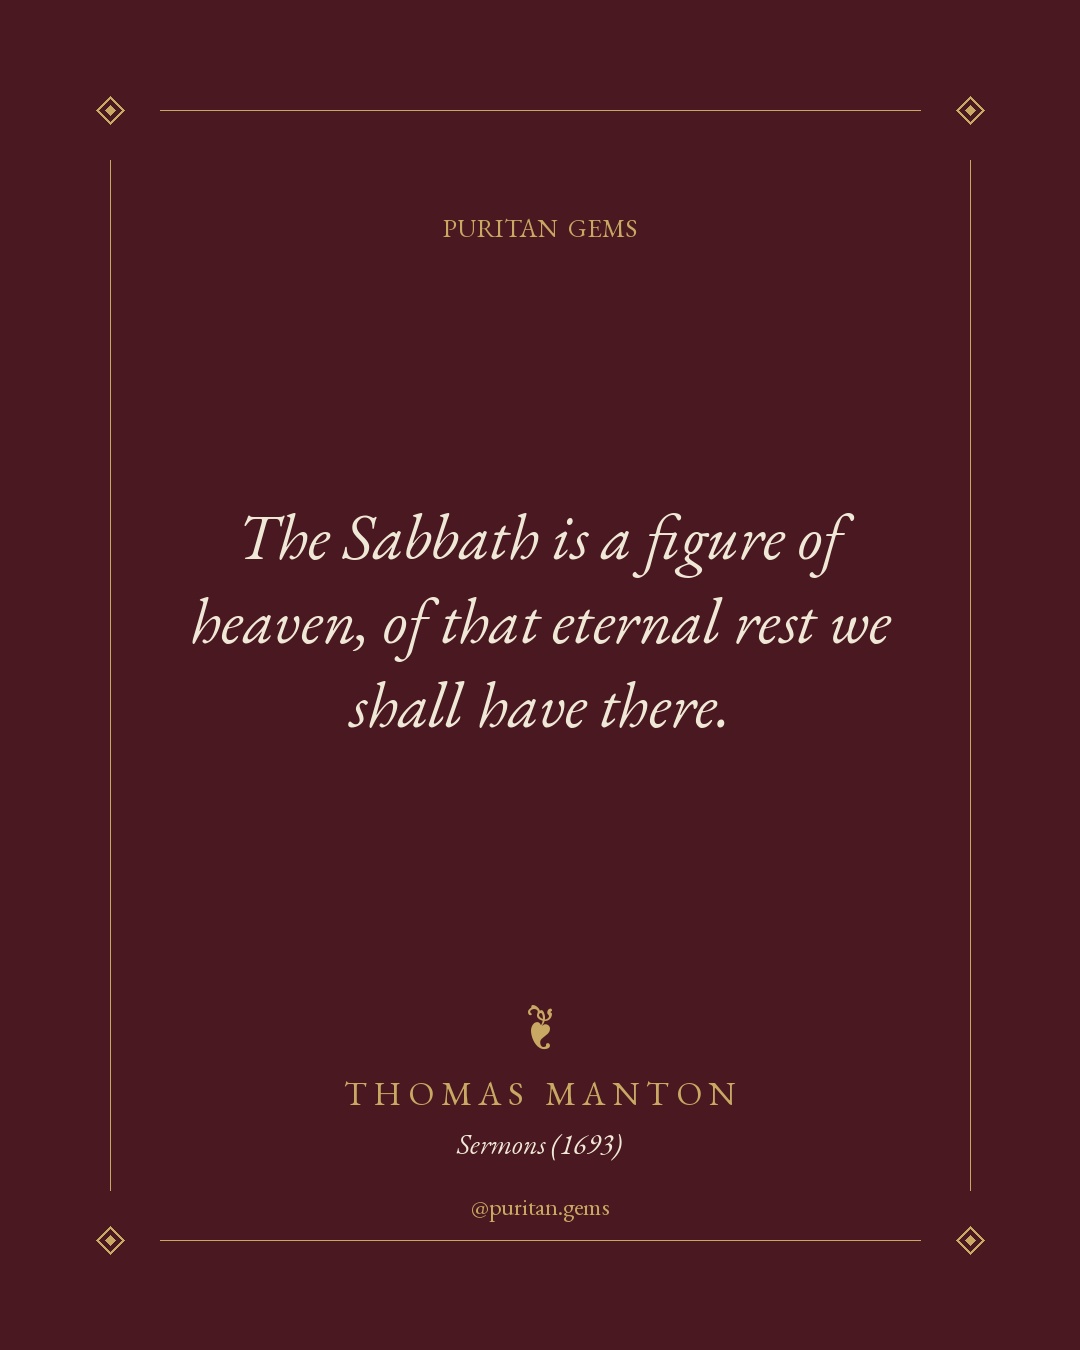 PURITAN GEMS
The Sabbath is a figure of
heaven, of that eternal rest we
shall have there.
THOMAS MANTON
Sermons (1693)
@puritan.gems